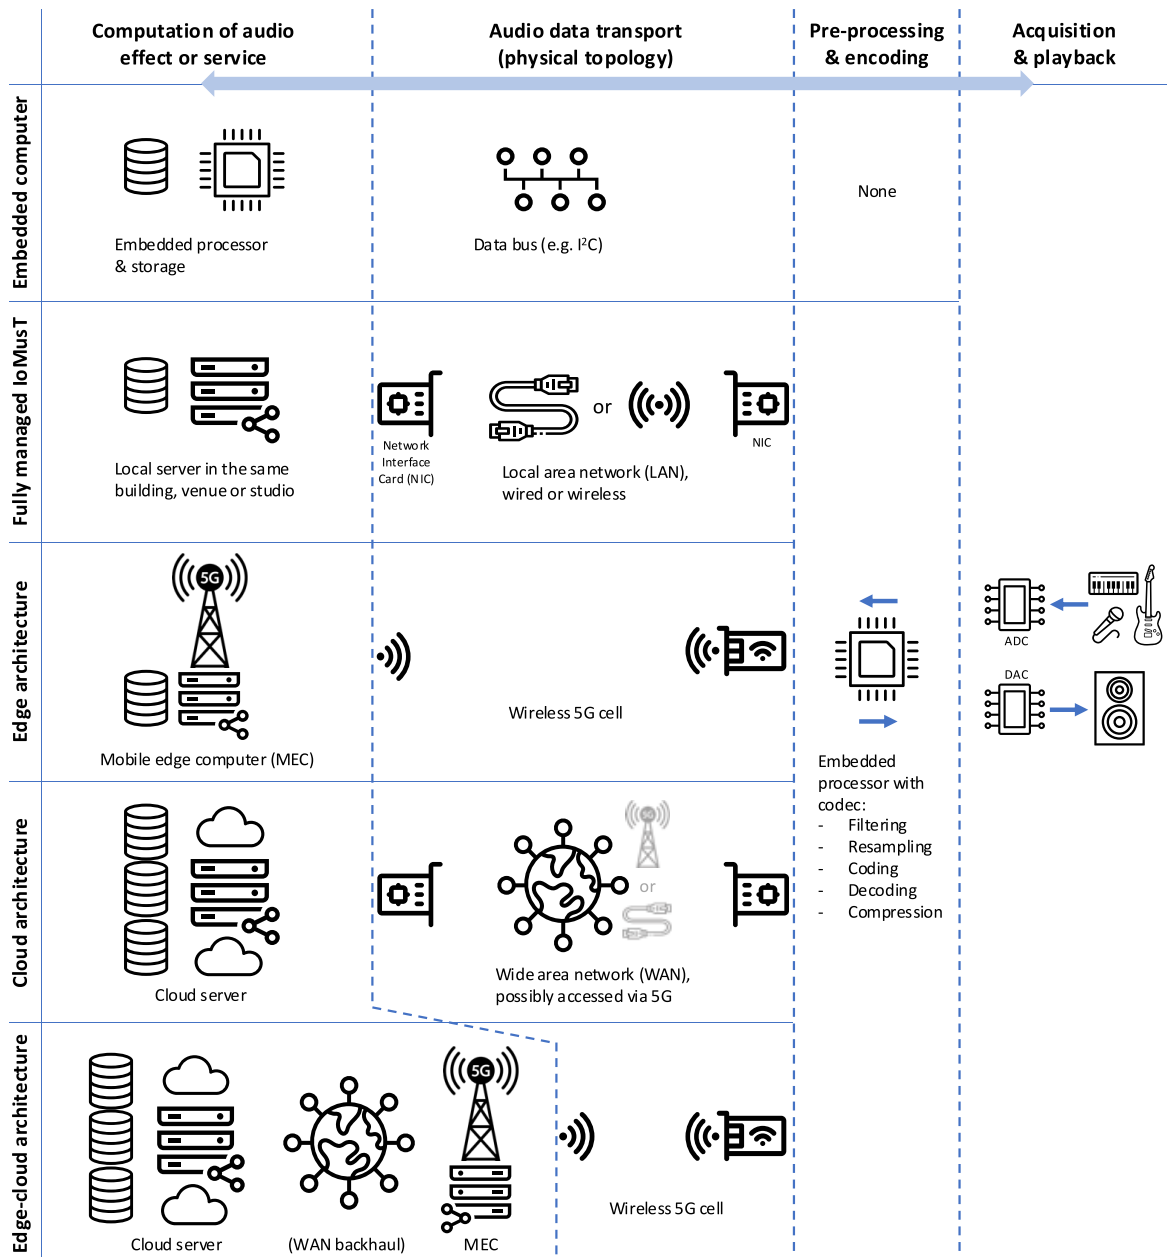 Computation of audio
effect or service
Audio data transport
(physical topology)
Pre-processing
& encoding
Acquisition
& playback
Embedded computer
Embedded processor
& storage
Data bus (e.g. I²C)
None
Fully managed IoMusT
Local server in the same
building, venue or studio
Network
Interface
Card (NIC)
or
Local area network (LAN),
wired or wireless
NIC
Edge architecture
5G
Mobile edge computer (MEC)
Wireless 5G cell
Embedded
processor with
codec:
- Filtering
- Resampling
- Coding
- Decoding
- Compression
ADC
DAC
Cloud architecture
Cloud server
5G
or
Wide area network (WAN),
possibly accessed via 5G
Edge-cloud architecture
Cloud server
(WAN backhaul)
5G
MEC
Wireless 5G cell